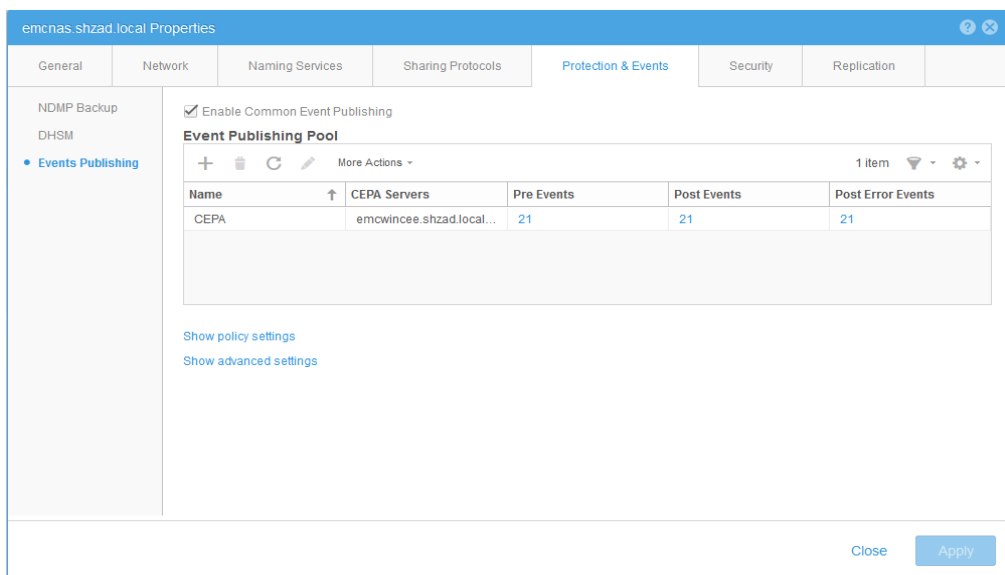 emcnas.shzad.local Properties
General Network Naming Services Sharing Protocols Protection & Events Security Replication
NDMP Backup
DHSM
Events Publishing
Enable Common Event Publishing
Event Publishing Pool
More Actions 1 item
Name CEPA Servers Pre Events Post Events Post Error Events
CEPA emcwincee.shzad.local... 21 21 21
Show policy settings
Show advanced settings
Close Apply